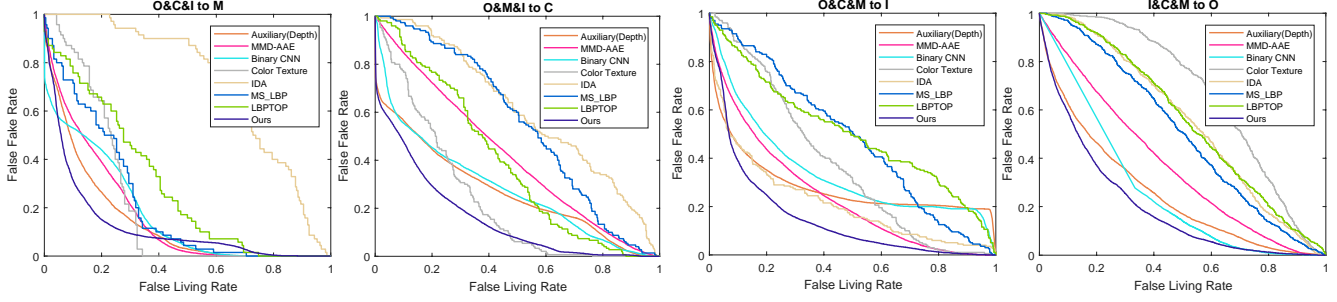 O&C&I to M
False Fake Rate
1
0.8
0.6
0.4
0.2
0
0 0.2 0.4 0.6 0.8 1
False Living Rate
Auxiliary(Depth)
MMD-AAE
Binary CNN
Color Texture
IDA
MS_LBP
LBPTOP
Ours
O&M&I to C
False Fake Rate
1
0.8
0.6
0.4
0.2
0
0 0.2 0.4 0.6 0.8 1
False Living Rate
Auxiliary(Depth)
MMD-AAE
Binary CNN
Color Texture
IDA
MS_LBP
LBPTOP
Ours
O&C&M to I
False Fake Rate
1
0.8
0.6
0.4
0.2
0
0 0.2 0.4 0.6 0.8 1
False Living Rate
Auxiliary(Depth)
MMD-AAE
Binary CNN
Color Texture
IDA
MS_LBP
LBPTOP
Ours
I&C&M to O
False Fake Rate
1
0.8
0.6
0.4
0.2
0
0 0.2 0.4 0.6 0.8 1
False Living Rate
Auxiliary(Depth)
MMD-AAE
Binary CNN
Color Texture
IDA
MS_LBP
LBPTOP
Ours